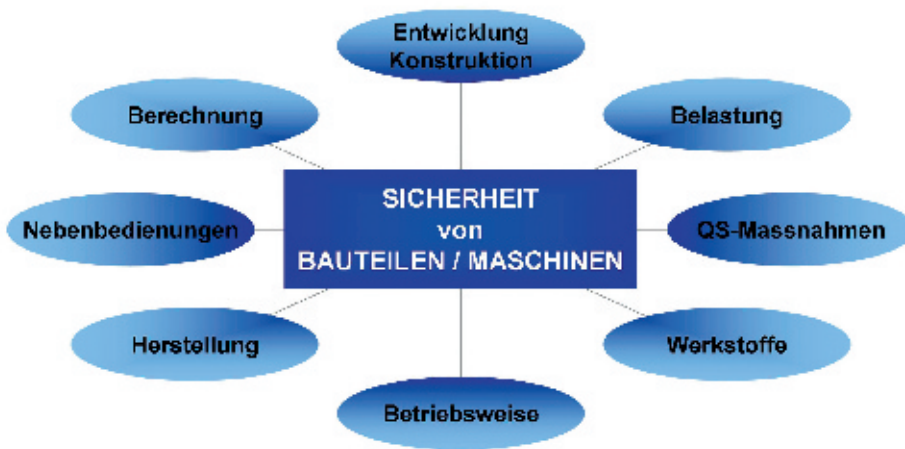 Entwicklung
Konstruktion
Berechnung
Belastung
SICHERHEIT
von
BAUTEILEN / MASCHINEN
Nebenbedienungen
QS-Massnahmen
Herstellung
Werkstoffe
Betriebsweise